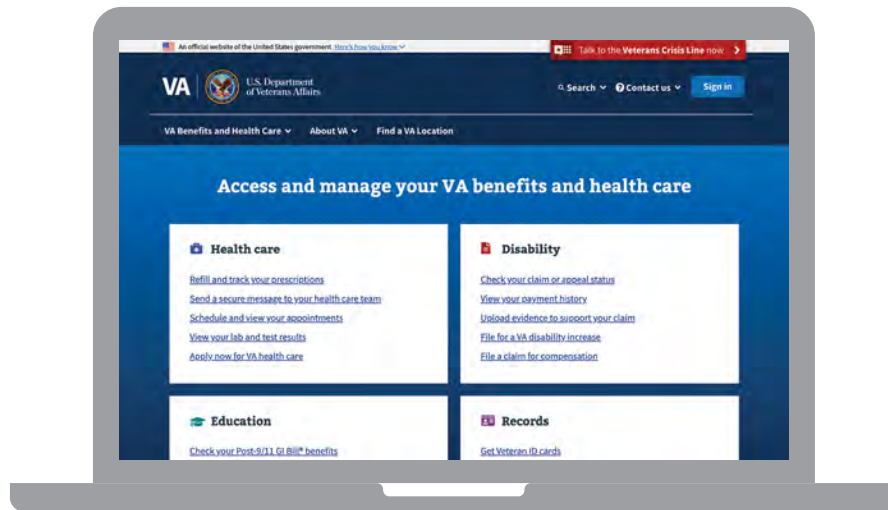 An official website of the United States government Here's how you know
Talk to the Veterans Crisis Line now
VA
U.S. Department
of Veterans Affairs
Search
Contact us
Sign in
VA Benefits and Health Care
About VA
Find a VA Location
Access and manage your VA benefits and health care
Health care
Refill and track your prescriptions
Send a secure message to your health care team
Schedule and view your appointments
View your lab and test results
Apply now for VA health care
Disability
Check your claim or appeal status
View your payment history
Upload evidence to support your claim
File for a VA disability increase
File a claim for compensation
Education
Check your Post-9/11 GI Bill® benefits
Records
Get Veteran ID cards